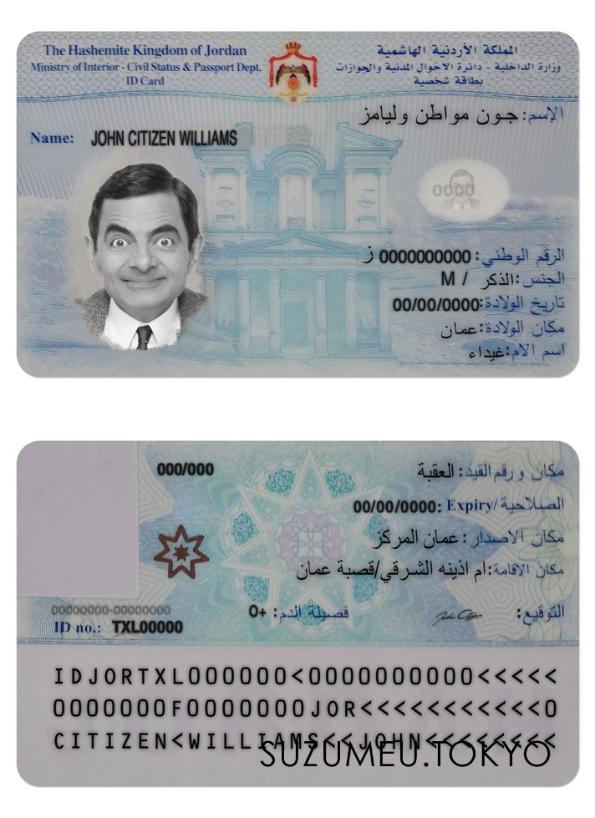 The Hashemite Kingdom of Jordan
Ministry of Interior - Civil Status & Passport Dept.
ID Card
المملكة الأردنية الهاشمية
وزارة الداخلية - دائرة الاحوال المدنية والجوازات
بطاقة شخصية
الإسم: جون مواطن وليامز
Name: JOHN CITIZEN WILLIAMS
0000
الرقم الوطني: 0000000000 ز
الجنس: الذكر / M
تاريخ الولادة: 00/00/0000
مكان الولادة: عمان
اسم الام: غيداء
000/000
مكان و رقم القيد: العقبة
الصلاحية/Expiry: 00/00/0000
مكان الاصدار: عمان المركز
مكان الاقامة: ام اذينه الشرقي/قصبة عمان
00000000-00000000
فصيلة الدم: O+
التوقيع:
ID no.: TXL00000
IDJORTXL000000<0000000000<<<<<
0000000F0000000JOR<<<<<<<<<<<0
CITIZEN<WILLIAMS<<JOHN<<<<<<<<
SUZUMEU.TOKYO